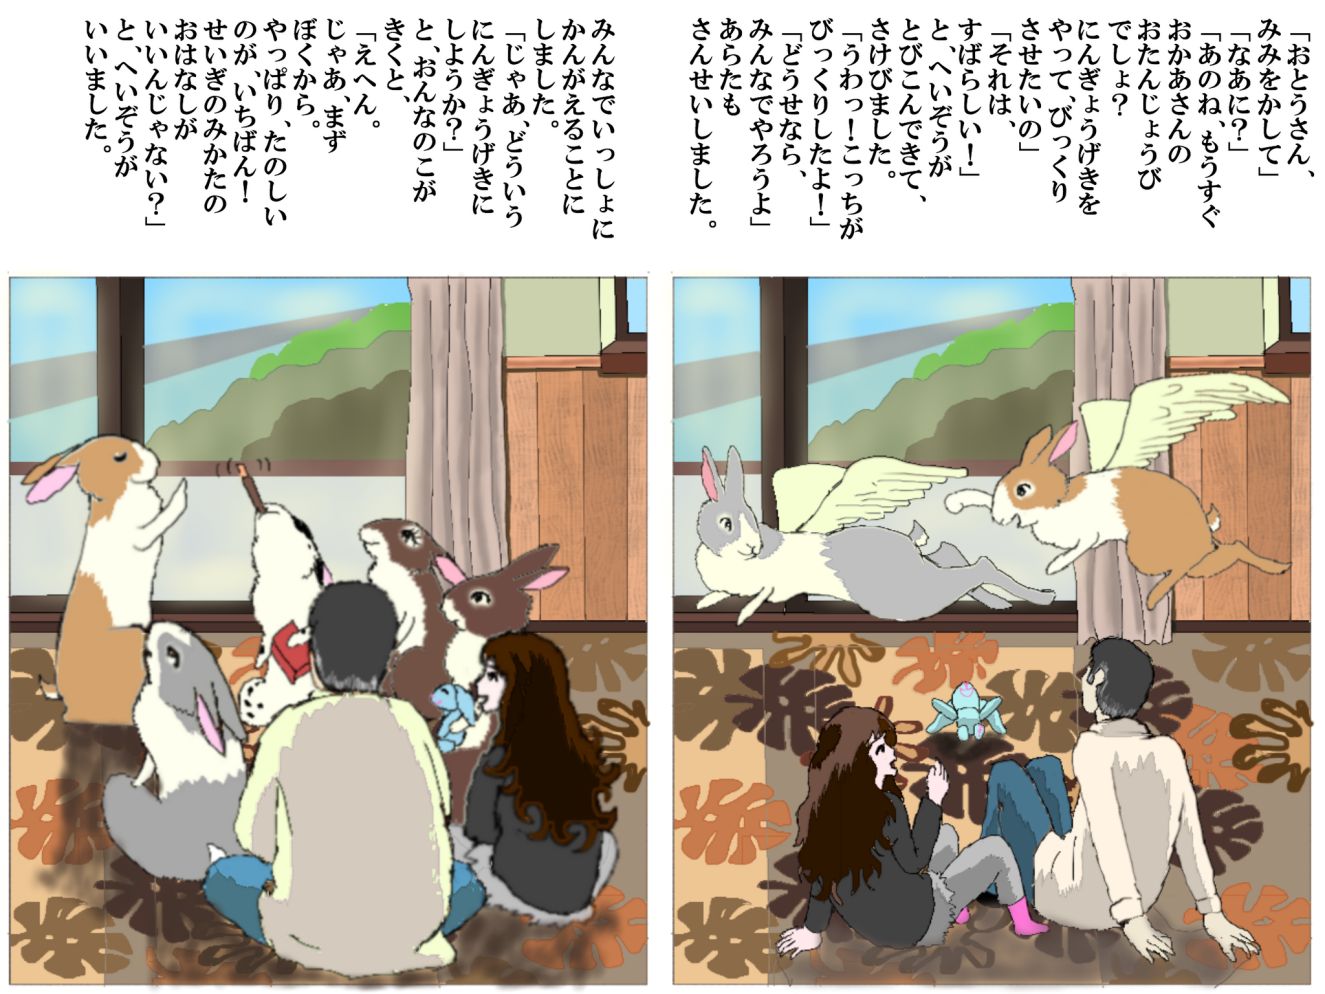 「おとうさん、
みみをかして」
「なあに？」
「あのね、もうすぐ
おかあさんの
おたんじょうび
でしょ？
にんぎょうげきを
やって、びっくり
させたいの」
「それは、
すばらしい！」
と、へいぞうが
とびこんできて、
さけびました。
「うわっ！こっちが
びっくりしたよ！」
「どうせなら、
みんなでやろうよ」
あらたも
さんせいしました。
みんなでいっしょに
かんがえることに
しました。
「じゃあ、どういう
にんぎょうげきに
しようか？」
と、おんなのこが
きくと、
「えへん。
じゃあ、まず
ぼくから。
やっぱり、たのしい
のが、いちばん！
せいぎのみかたの
おはなしが
いいんじゃない？」
と、へいぞうが
いいました。